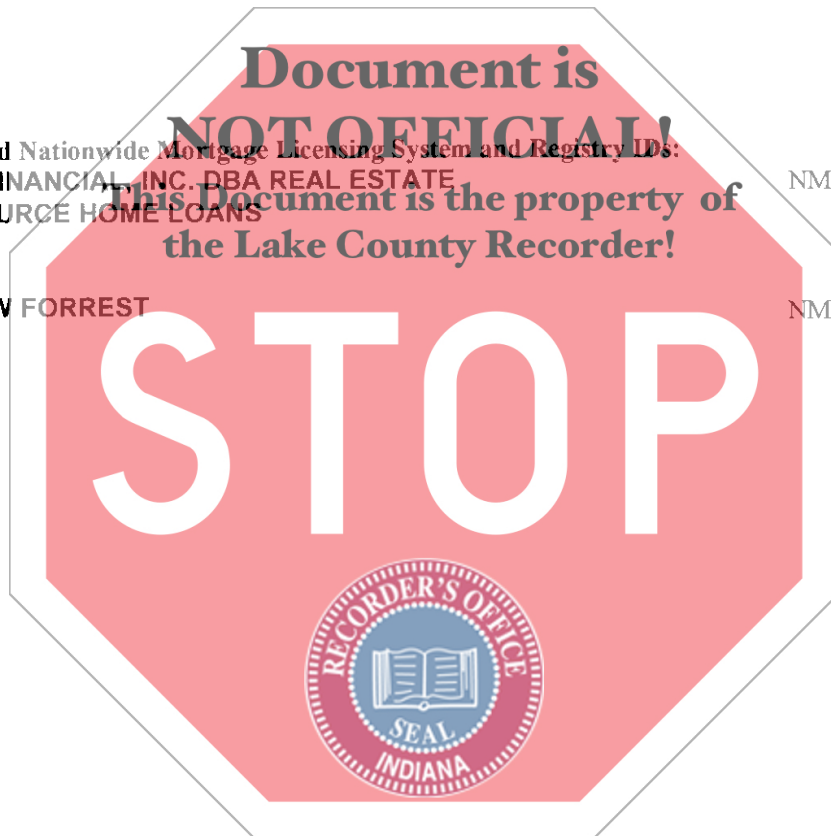 Document is
NOT OFFICIAL!
d Nationwide Mortgage Licensing System and Registry IDs:
INANCIAL, INC. DBA REAL ESTATE
NM
This Document is the property of
URCE HOME LOANS
the Lake County Recorder!
W FORREST
NM
STOP
RECORDER'S OFFICE
SEAL
INDIANA